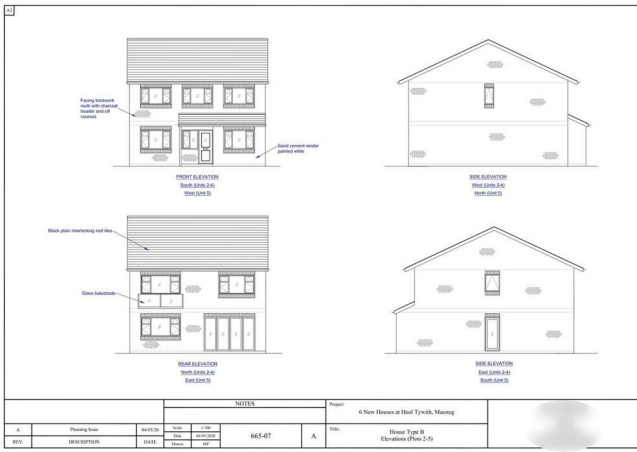 A3
Facing brickwork
multi with charcoal
header and cill
courses
Sand cement render
painted white
FRONT ELEVATION
South (Units 2-4)
West (Unit 5)
SIDE ELEVATION
West (Units 2-4)
North (Unit 5)
Black plain interlocking roof tiles
Glass balustrade
REAR ELEVATION
North (Units 2-4)
East (Unit 5)
SIDE ELEVATION
East (Units 2-4)
South (Unit 5)
NOTES
Project:
6 New Houses at Heol Tywith, Maesteg
A Planning Issue 04/05/20
REV. DESCRIPTION DATE
Scale 1:100
Date 04/05/2020
Drawn MP
665-07
A
Title:
House Type B
Elevations (Plots 2-5)